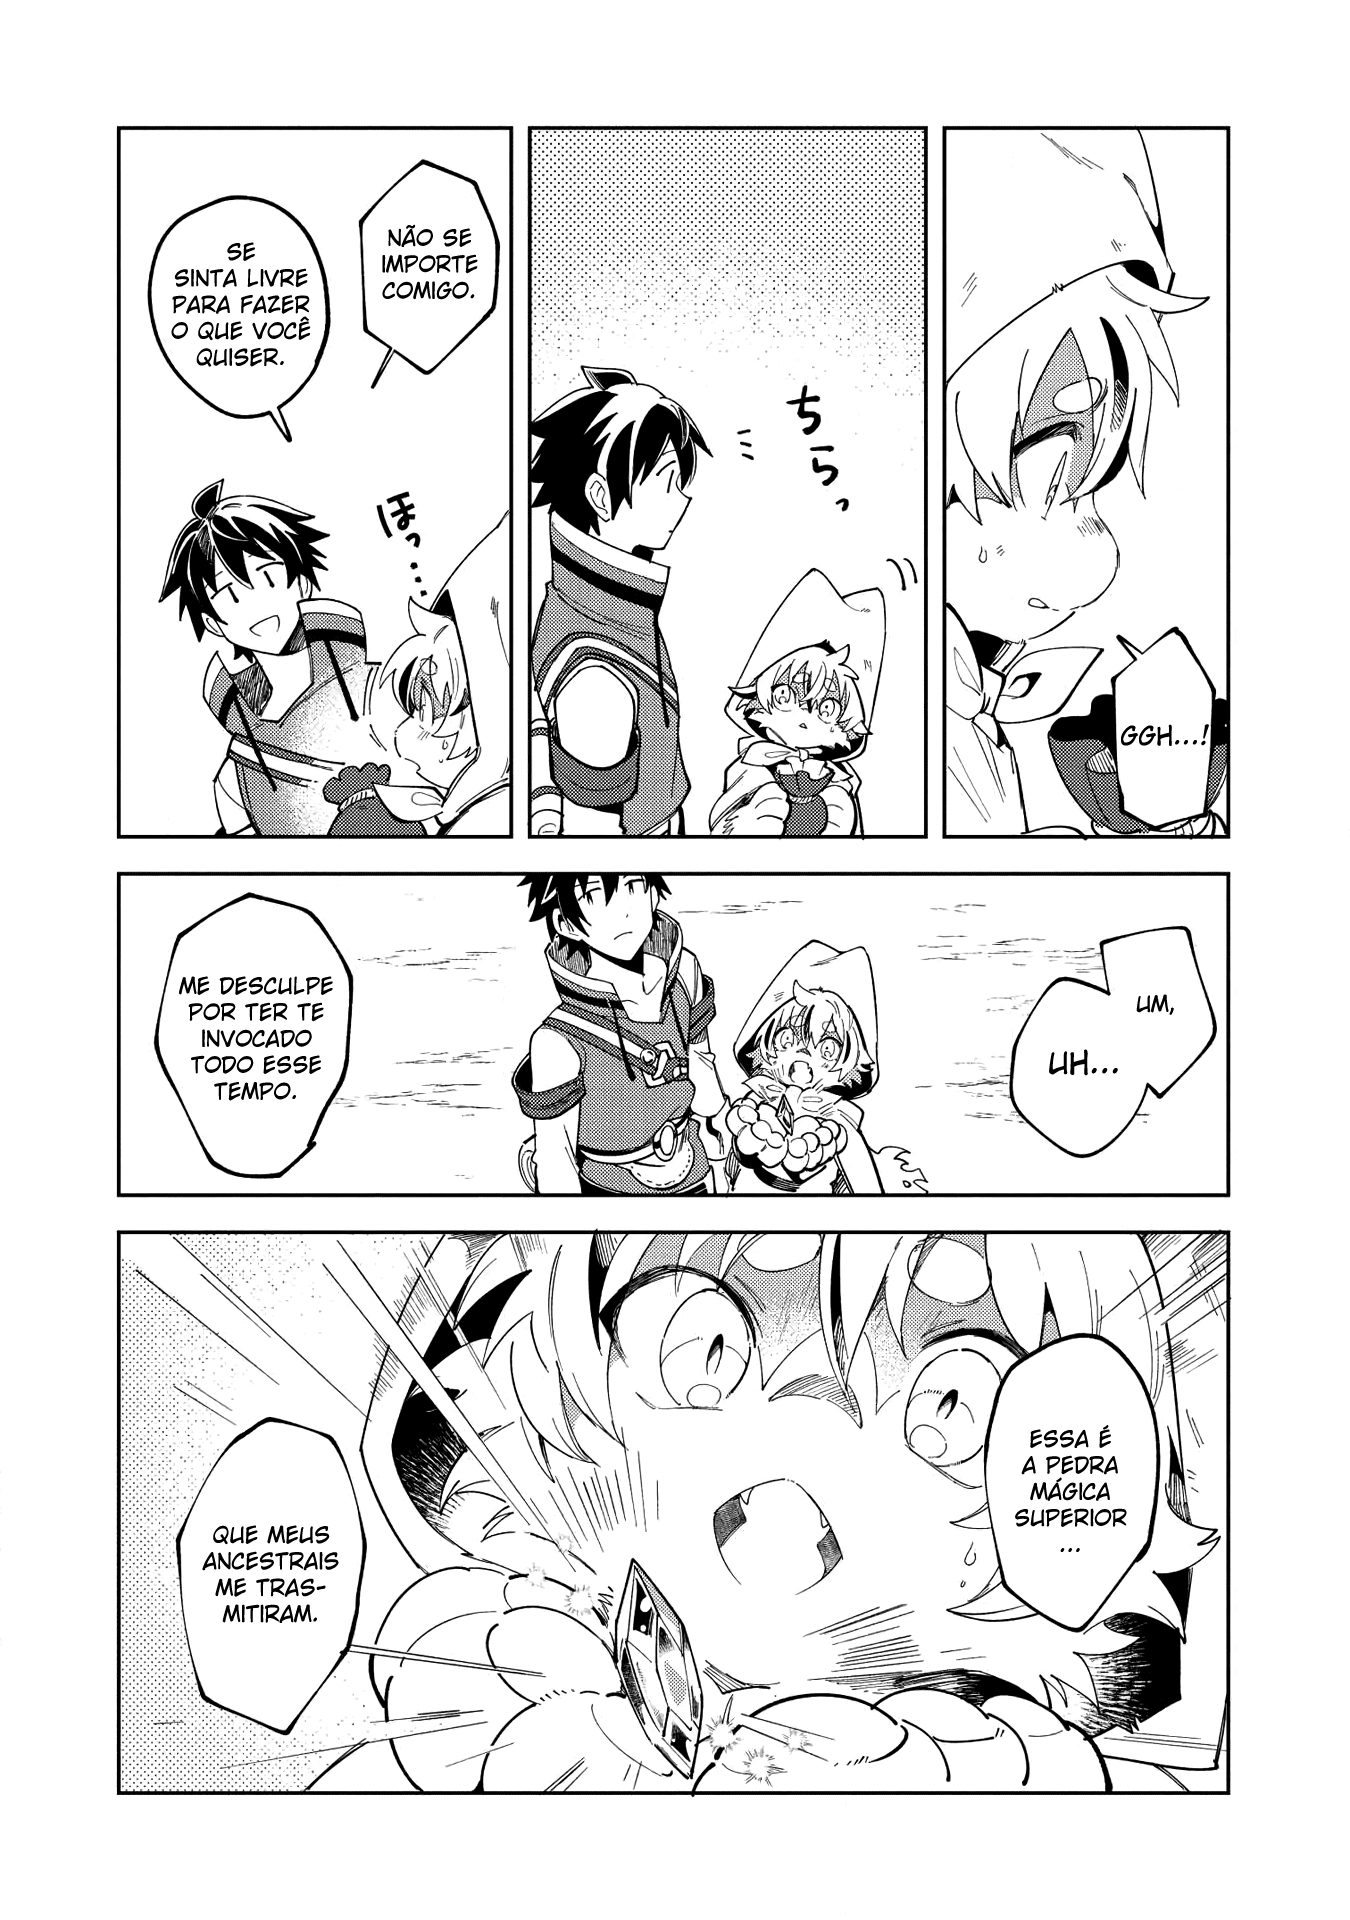 GGH...!
ちらっ
NÃO SE
IMPORTE
COMIGO.
SE
SINTA LIVRE
PARA FAZER
O QUE VOCÊ
QUISER.
ほっ...
UM,
UH...
ME DESCULPE
POR TER TE
INVOCADO
TODO ESSE
TEMPO.
ESSA É
A PEDRA
MÁGICA
SUPERIOR
...
QUE MEUS
ANCESTRAIS
ME TRAS-
MITIRAM.